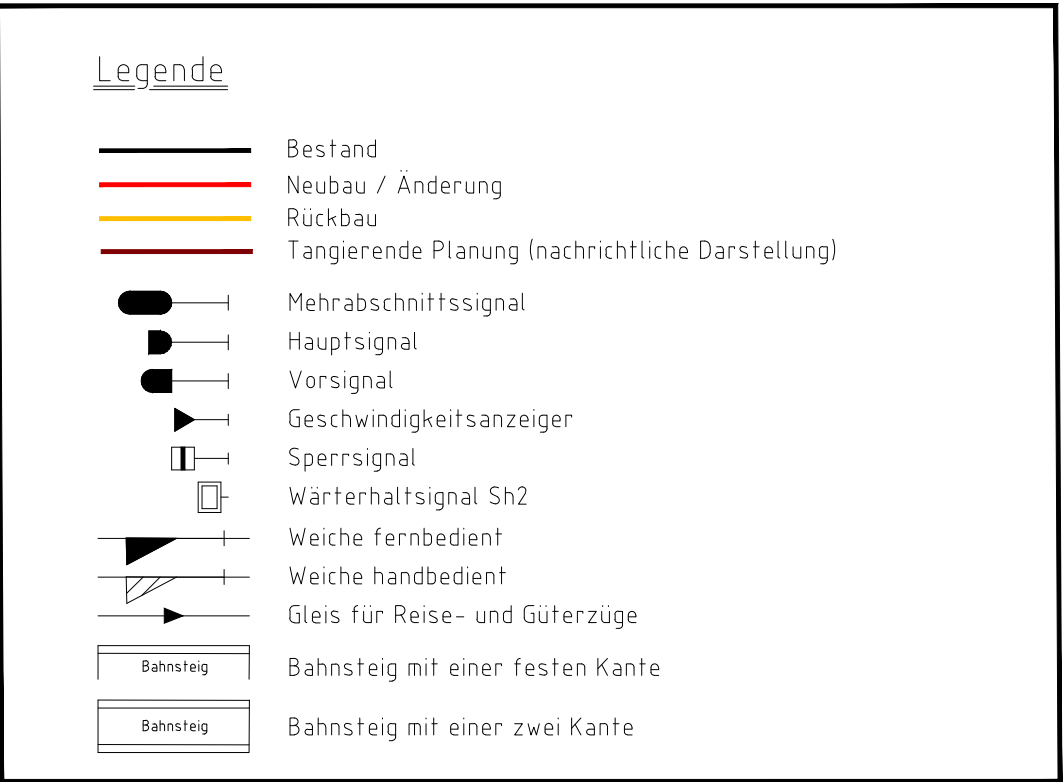 Legende
Bestand
Neubau / Änderung
Rückbau
Tangierende Planung (nachrichtliche Darstellung)
Mehrabschnittssignal
Hauptsignal
Vorsignal
Geschwindigkeitsanzeiger
Sperrsignal
Wärterhaltsignal Sh2
Weiche fernbedient
Weiche handbedient
Gleis für Reise- und Güterzüge
Bahnsteig Bahnsteig mit einer festen Kante
Bahnsteig Bahnsteig mit einer zwei Kante